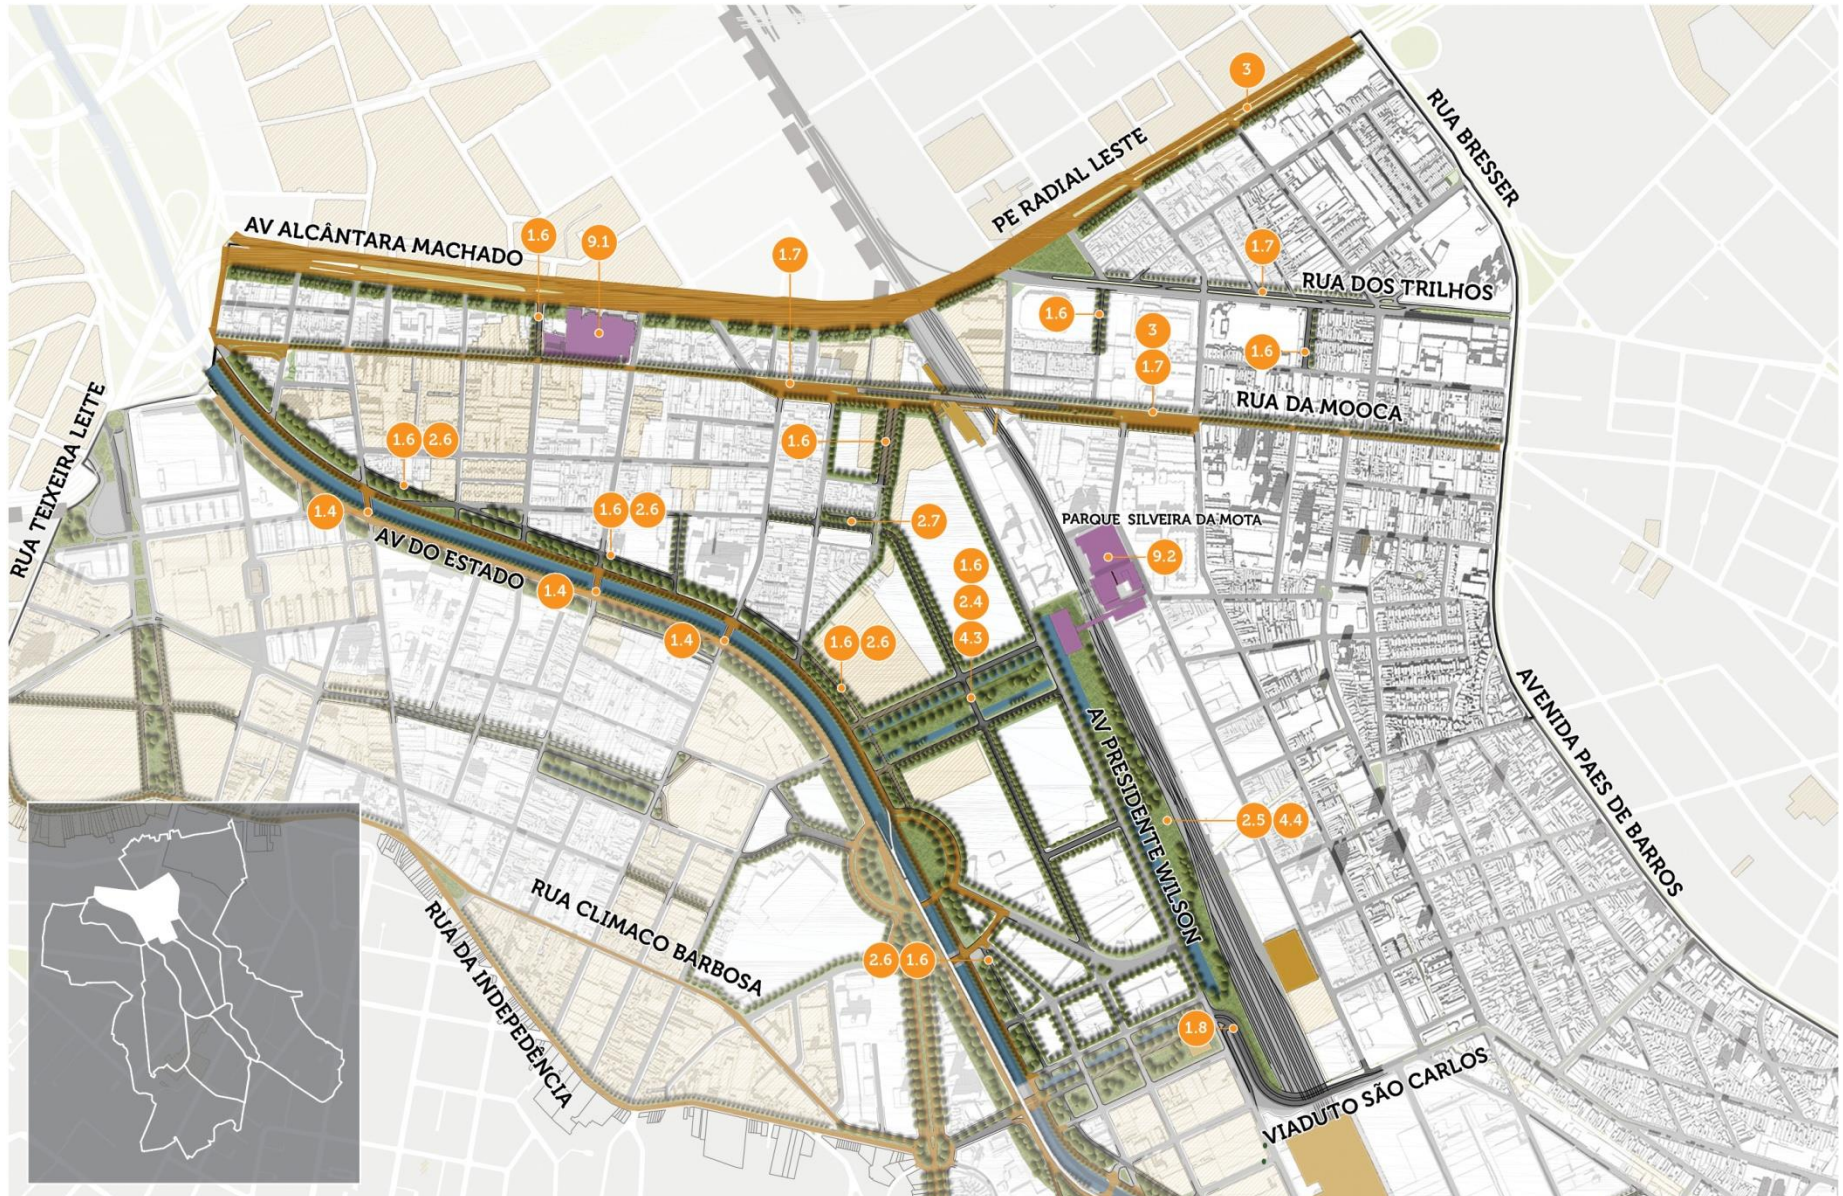 3
RUA BRESSER
PE RADIAL LESTE
AV ALCÂNTARA MACHADO
1.6
9.1
1.7
1.7
RUA DOS TRILHOS
1.6
3
1.6
1.7
RUA DA MOOCA
RUA TEIXEIRA LEITE
1.6 2.6
1.6
1.4
1.6 2.6
2.7
PARQUE SILVEIRA DA MOTA
AV DO ESTADO
9.2
1.4
1.6
2.4
4.3
1.4
1.6 2.6
AV PRESIDENTE WILSON
AVENIDA PAES DE BARROS
2.5 4.4
RUA CLIMACO BARBOSA
RUA DA INDEPEDÊNCIA
2.6 1.6
1.8
VIADUTO SÃO CARLOS